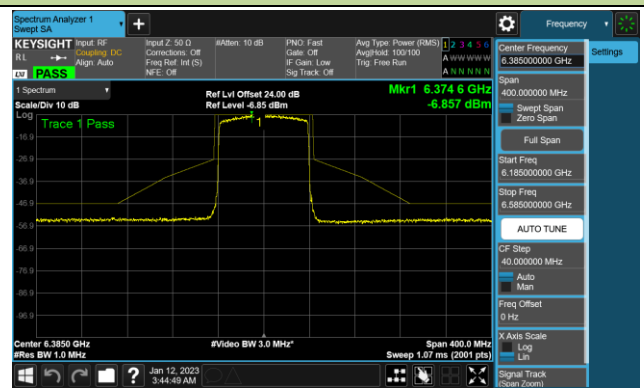 Spectrum Analyzer 1
Swept SA
+
Frequency
KEYSIGHT
RL
LW PASS
Input: RF
Coupling: DC
Align: Auto
Input Z: 50 Ω
Corrections: Off
Freq Ref: Int (S)
NFE: Off
#Atten: 10 dB
PNO: Fast
Gate: Off
IF Gain: Low
Sig Track: Off
Avg Type: Power (RMS)
Avg|Hold: 100/100
Trig: Free Run
1 2 3 4 5 6
A W W W W W
A N N N N N
1 Spectrum
Scale/Div 10 dB
Ref Lvl Offset 24.00 dB
Ref Level -6.85 dBm
Mkr1 6.374 6 GHz
-6.857 dBm
Log
Trace 1 Pass
1
-16.9
-26.9
-36.9
-46.9
-56.9
-66.9
-76.9
-86.9
-96.9
Center 6.3850 GHz
#Res BW 1.0 MHz
#Video BW 3.0 MHz*
Span 400.0 MHz
Sweep 1.07 ms (2001 pts)
?
Jan 12, 2023
3:44:49 AM
Center Frequency
6.385000000 GHz
Settings
Span
400.000000 MHz
Swept Span
Zero Span
Full Span
Start Freq
6.185000000 GHz
Stop Freq
6.585000000 GHz
AUTO TUNE
CF Step
40.000000 MHz
Auto
Man
Freq Offset
0 Hz
X Axis Scale
Log
Lin
Signal Track
(Span Zoom)